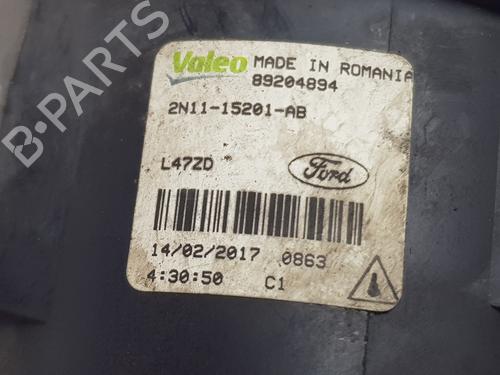 Valeo MADE IN ROMANIA
89204894
2N11-15201-AB
L47ZD
Ford
14/02/2017 0863
4:30:50 C1
B-PARTS